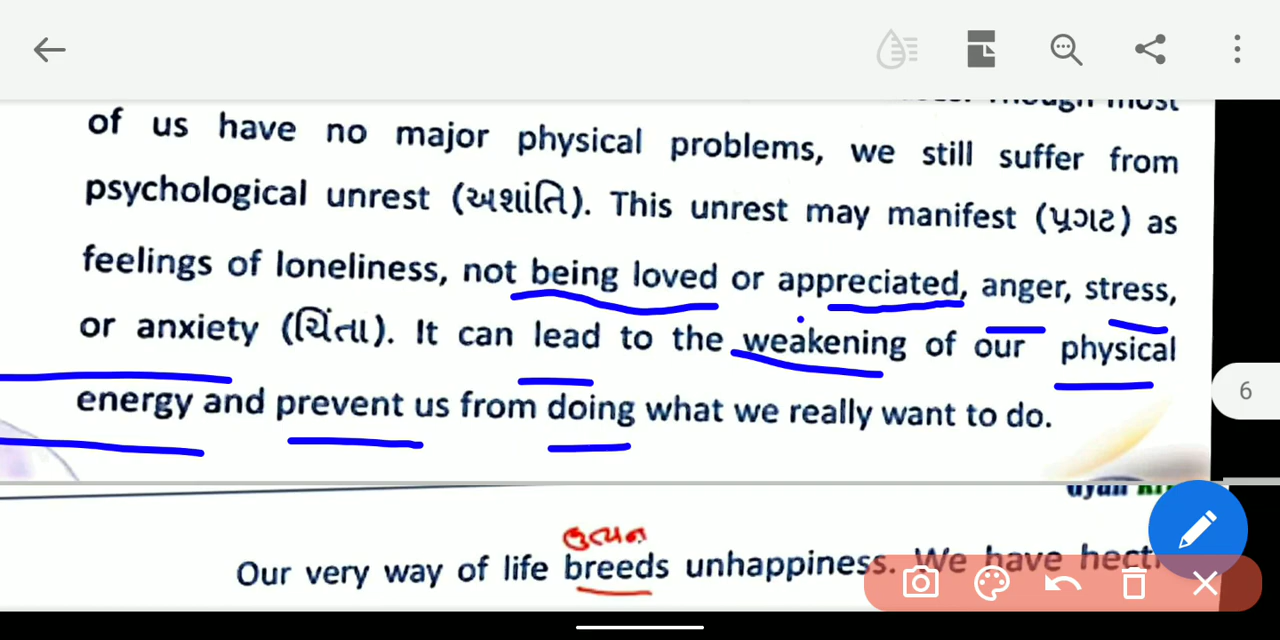 most
of us have no major physical problems, we still suffer from
psychological unrest (અશાંતિ). This unrest may manifest (પ્રગટ) as
feelings of loneliness, not being loved or appreciated, anger, stress,
or anxiety (ચિંતા). It can lead to the weakening of our physical
energy and prevent us from doing what we really want to do.
6
Our very way of life breeds unhappiness. We have